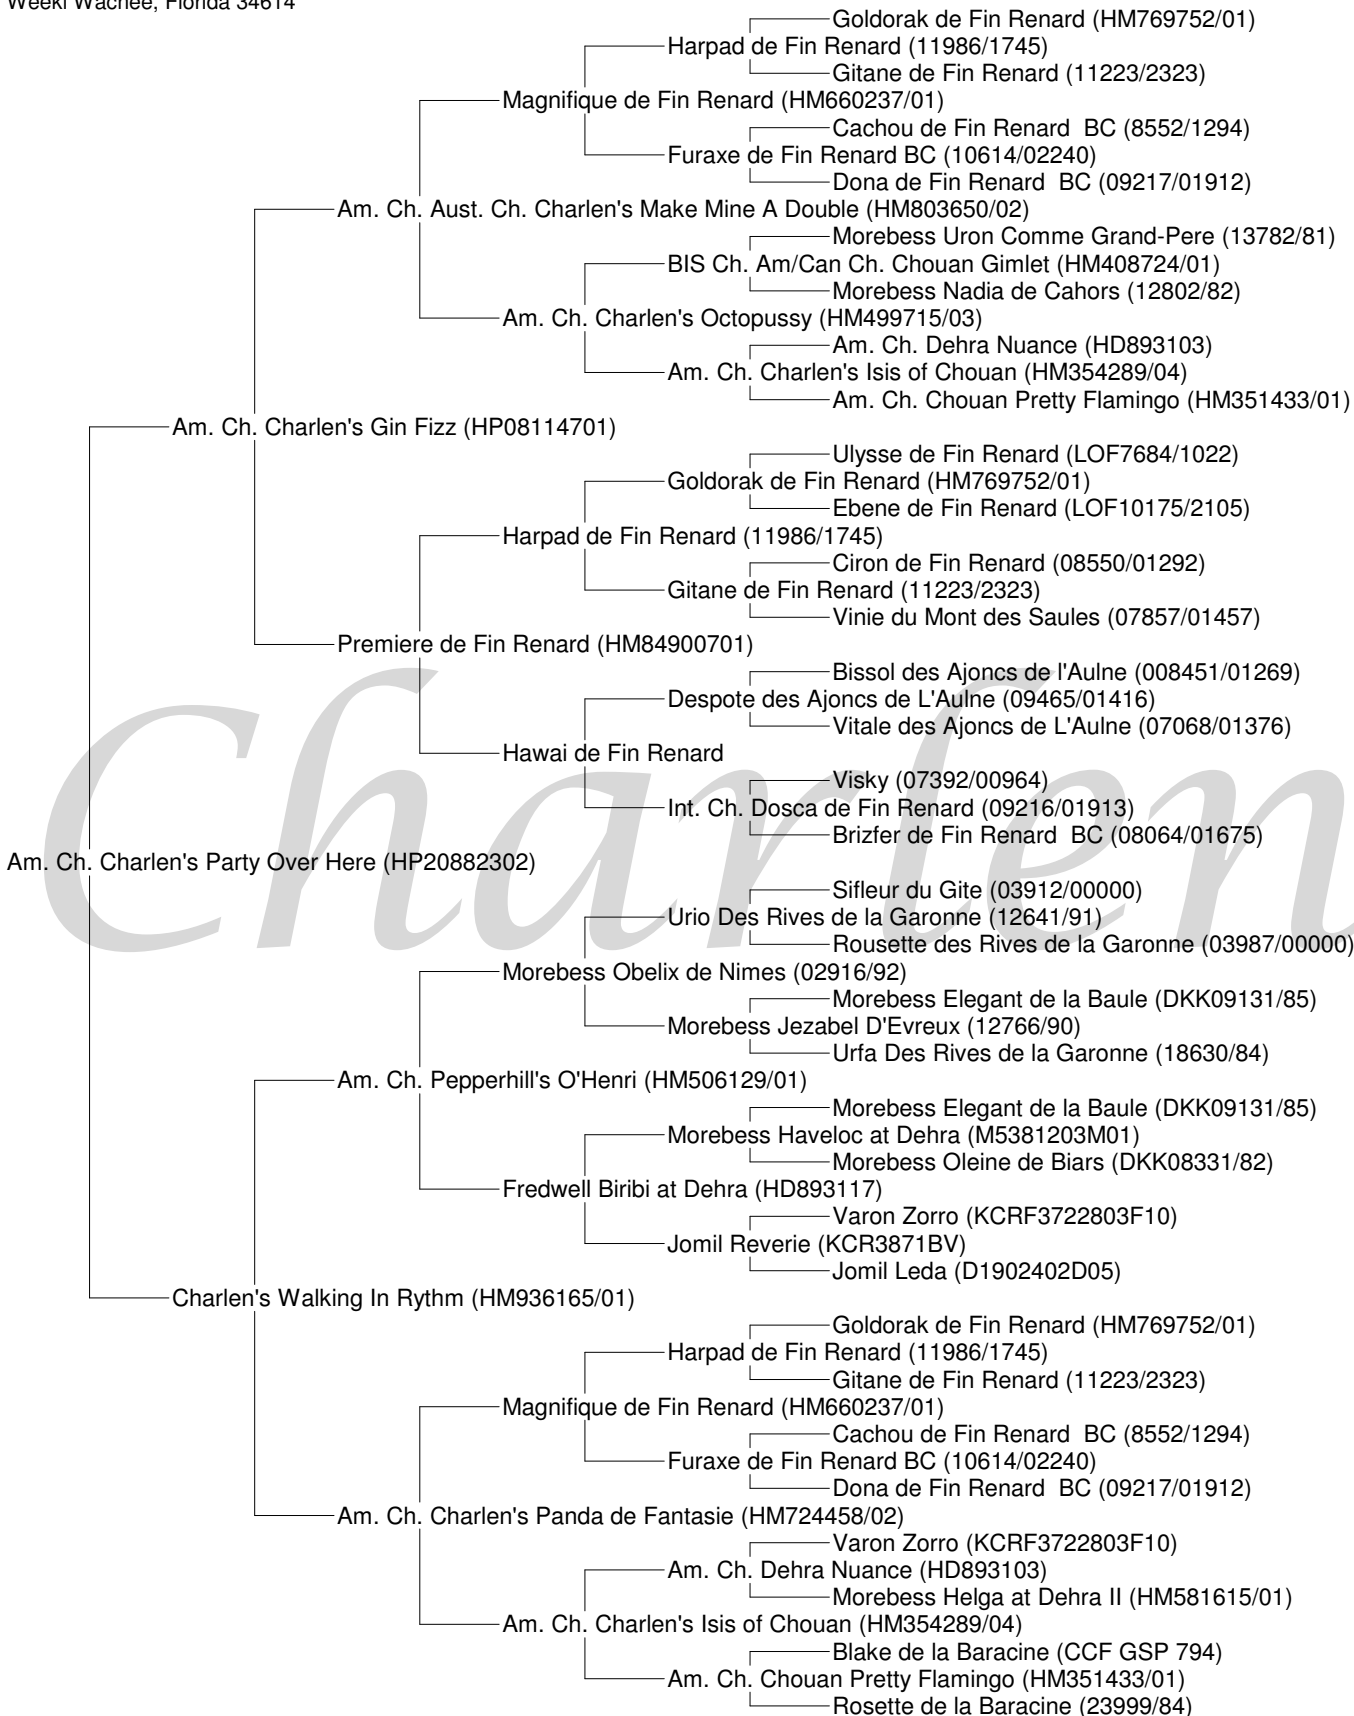 Weeki Wachee, Florida 34614
Goldorak de Fin Renard (HM769752/01)
Harpad de Fin Renard (11986/1745)
Gitane de Fin Renard (11223/2323)
Magnifique de Fin Renard (HM660237/01)
Cachou de Fin Renard  BC (8552/1294)
Furaxe de Fin Renard BC (10614/02240)
Dona de Fin Renard  BC (09217/01912)
Am. Ch. Aust. Ch. Charlen's Make Mine A Double (HM803650/02)
Morebess Uron Comme Grand-Pere (13782/81)
BIS Ch. Am/Can Ch. Chouan Gimlet (HM408724/01)
Morebess Nadia de Cahors (12802/82)
Am. Ch. Charlen's Octopussy (HM499715/03)
Am. Ch. Dehra Nuance (HD893103)
Am. Ch. Charlen's Isis of Chouan (HM354289/04)
Am. Ch. Chouan Pretty Flamingo (HM351433/01)
Am. Ch. Charlen's Gin Fizz (HP08114701)
Ulysse de Fin Renard (LOF7684/1022)
Goldorak de Fin Renard (HM769752/01)
Ebene de Fin Renard (LOF10175/2105)
Harpad de Fin Renard (11986/1745)
Ciron de Fin Renard (08550/01292)
Gitane de Fin Renard (11223/2323)
Vinie du Mont des Saules (07857/01457)
Premiere de Fin Renard (HM84900701)
Bissol des Ajoncs de l'Aulne (008451/01269)
Despote des Ajoncs de L'Aulne (09465/01416)
Vitale des Ajoncs de L'Aulne (07068/01376)
Hawai de Fin Renard
Visky (07392/00964)
Int. Ch. Dosca de Fin Renard (09216/01913)
Brizfer de Fin Renard  BC (08064/01675)
Charlen
Am. Ch. Charlen's Party Over Here (HP20882302)
Sifleur du Gite (03912/00000)
Urio Des Rives de la Garonne (12641/91)
Rousette des Rives de la Garonne (03987/00000)
Morebess Obelix de Nimes (02916/92)
Morebess Elegant de la Baule (DKK09131/85)
Morebess Jezabel D'Evreux (12766/90)
Urfa Des Rives de la Garonne (18630/84)
Am. Ch. Pepperhill's O'Henri (HM506129/01)
Morebess Elegant de la Baule (DKK09131/85)
Morebess Haveloc at Dehra (M5381203M01)
Morebess Oleine de Biars (DKK08331/82)
Fredwell Biribi at Dehra (HD893117)
Varon Zorro (KCRF3722803F10)
Jomil Reverie (KCR3871BV)
Jomil Leda (D1902402D05)
Charlen's Walking In Rythm (HM936165/01)
Goldorak de Fin Renard (HM769752/01)
Harpad de Fin Renard (11986/1745)
Gitane de Fin Renard (11223/2323)
Magnifique de Fin Renard (HM660237/01)
Cachou de Fin Renard  BC (8552/1294)
Furaxe de Fin Renard BC (10614/02240)
Dona de Fin Renard  BC (09217/01912)
Am. Ch. Charlen's Panda de Fantasie (HM724458/02)
Varon Zorro (KCRF3722803F10)
Am. Ch. Dehra Nuance (HD893103)
Morebess Helga at Dehra II (HM581615/01)
Am. Ch. Charlen's Isis of Chouan (HM354289/04)
Blake de la Baracine (CCF GSP 794)
Am. Ch. Chouan Pretty Flamingo (HM351433/01)
Rosette de la Baracine (23999/84)